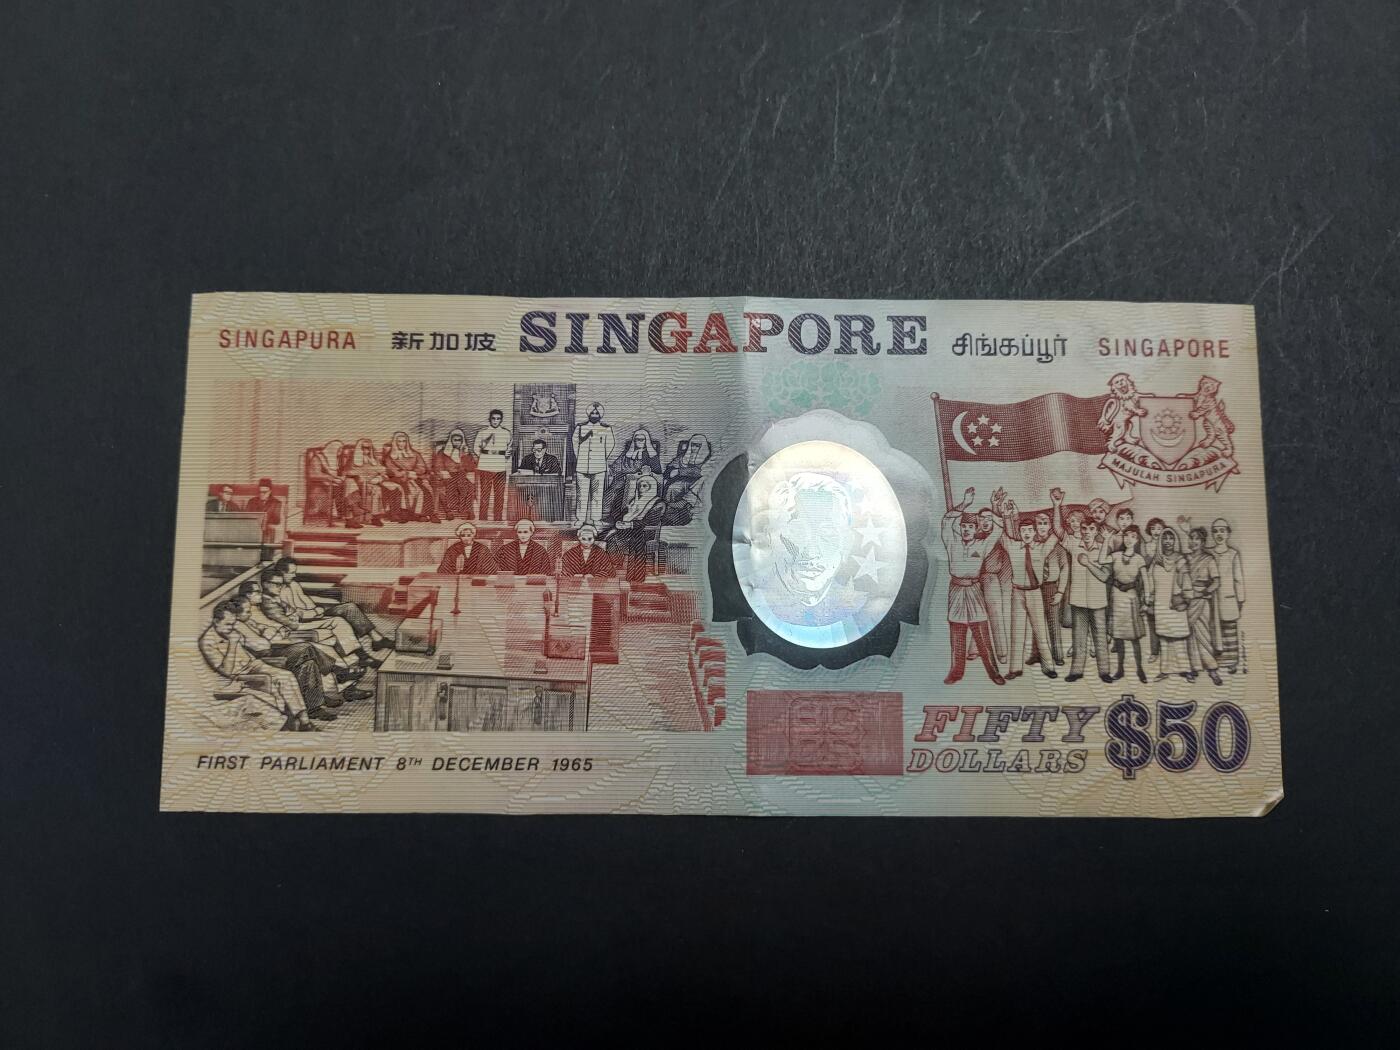 SINGAPURA 新加坡 SINGAPORE சிங்கப்பூர் SINGAPORE
MAJULAH SINGAPURA
FIFTY
DOLLARS
$50
FIRST PARLIAMENT 8TH DECEMBER 1965